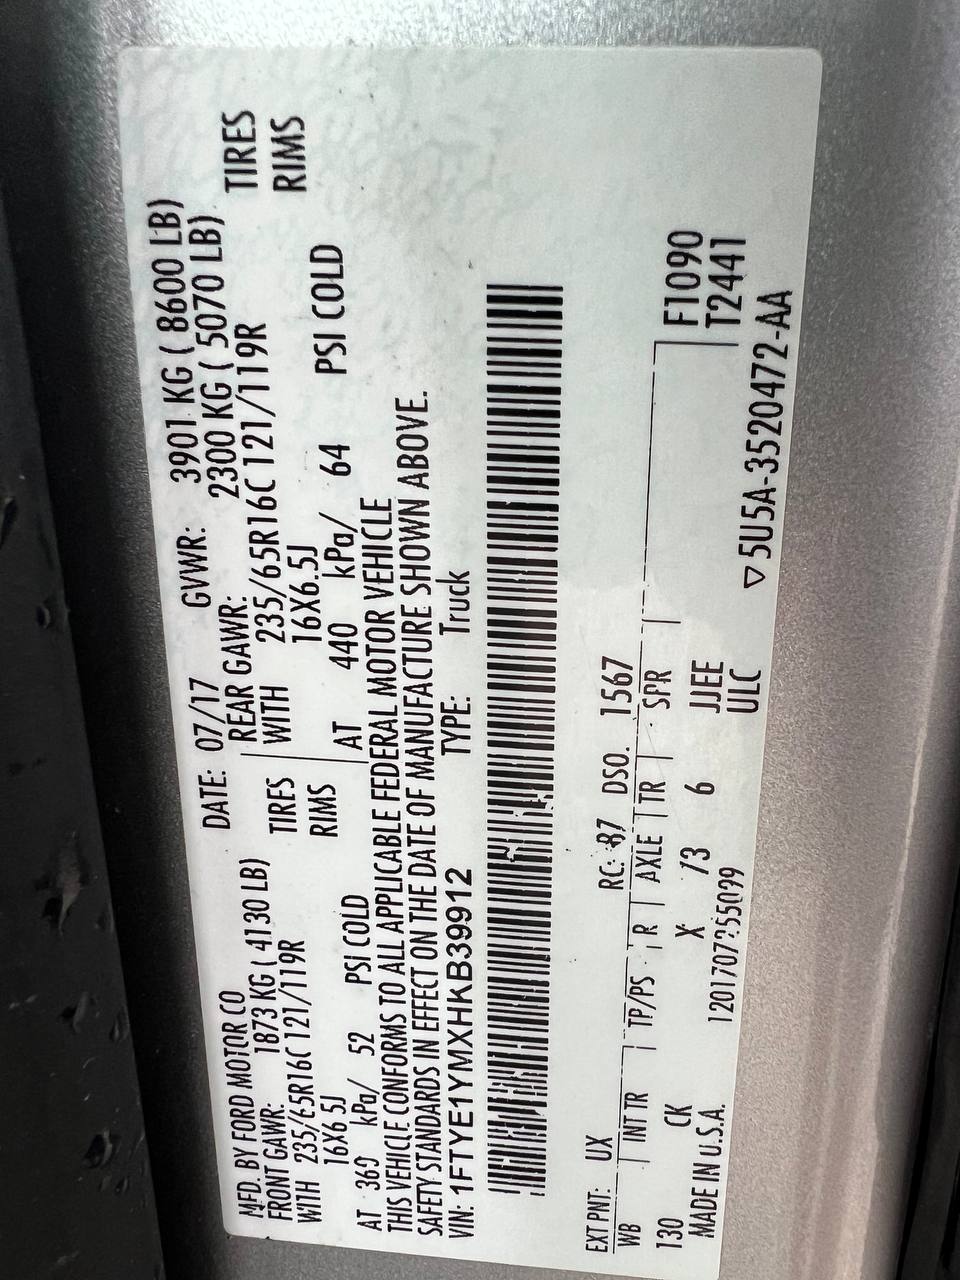 MFD. BY FORD MOTOR CO
DATE: 07/17 GVWR: 3901 KG ( 8600 LB)
FRONT GAWR: 1873 KG ( 4130 LB) REAR GAWR: 2300 KG ( 5070 LB)
WITH 235/65R16C 121/119R TIRES WITH 235/65R16C 121/119R TIRES
16X6.5J RIMS 16X6.5J RIMS
AT 360 kPa/ 52 PSI COLD AT 440 kPa/ 64 PSI COLD
THIS VEHICLE CONFORMS TO ALL APPLICABLE FEDERAL MOTOR VEHICLE
SAFETY STANDARDS IN EFFECT ON THE DATE OF MANUFACTURE SHOWN ABOVE.
VIN: 1FTYE1YMXHKB39912 TYPE: Truck
EXT PNT: UX RC: 87 DSO. 1567
WB INT TR TP/PS R AXLE TR SPR F1090
130 CK X 73 6 JJEE T2441
MADE IN U.S.A. ULC
▽5U5A-3520472-AA